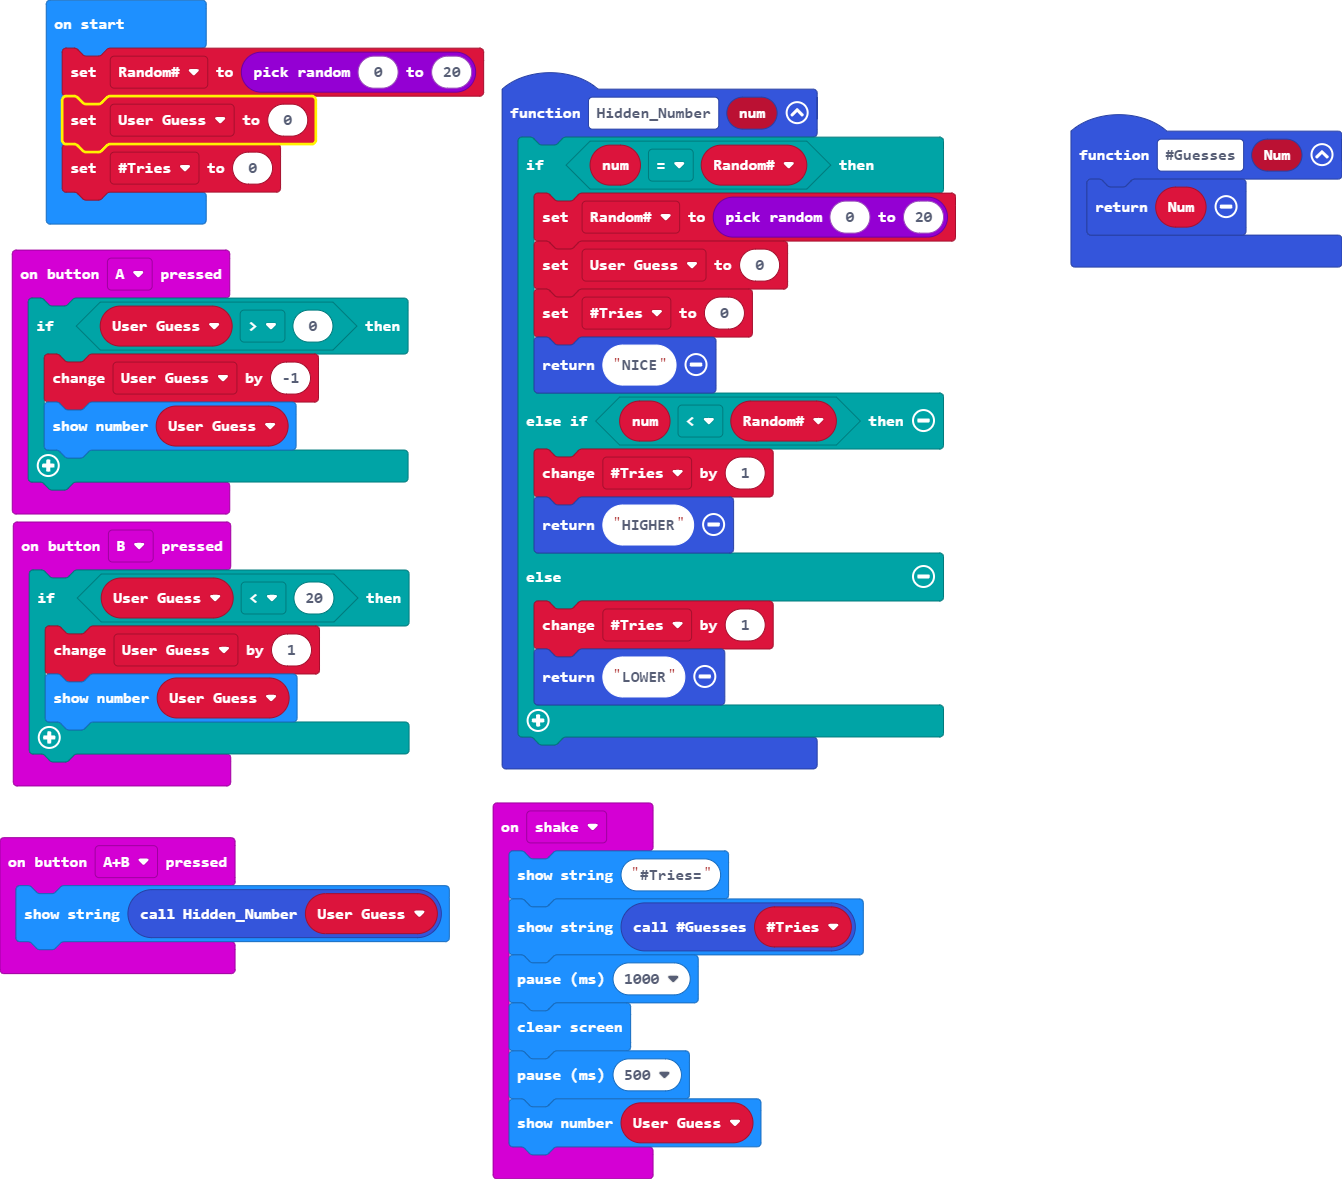 on start
set Random# to pick random 0 to 20
set User Guess to 0
set #Tries to 0
on button A pressed
if User Guess > 0 then
change User Guess by -1
show number User Guess
on button B pressed
if User Guess < 20 then
change User Guess by 1
show number User Guess
on button A+B pressed
show string call Hidden_Number User Guess
function Hidden_Number num
if num = Random# then
set Random# to pick random 0 to 20
set User Guess to 0
set #Tries to 0
return "NICE"
else if num < Random# then
change #Tries by 1
return "HIGHER"
else
change #Tries by 1
return "LOWER"
on shake
show string "#Tries="
show string call #Guesses #Tries
pause (ms) 1000
clear screen
pause (ms) 500
show number User Guess
function #Guesses Num
return Num